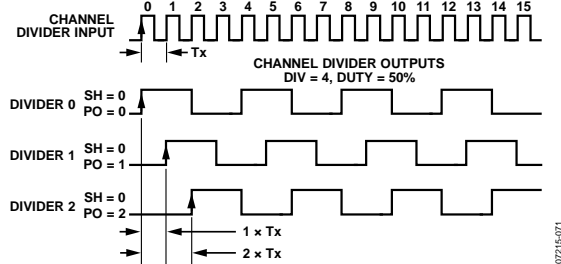 0 1 2 3 4 5 6 7 8 9 10 11 12 13 14 15
CHANNEL
DIVIDER INPUT
Tx
CHANNEL DIVIDER OUTPUTS
DIV = 4, DUTY = 50%
DIVIDER 0
SH = 0
PO = 0
DIVIDER 1
SH = 0
PO = 1
DIVIDER 2
SH = 0
PO = 2
1 × Tx
2 × Tx
07215-071